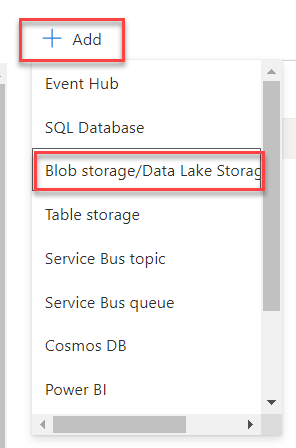 + Add
Event Hub
SQL Database
Blob storage/Data Lake Storag
Table storage
Service Bus topic
Service Bus queue
Cosmos DB
Power BI